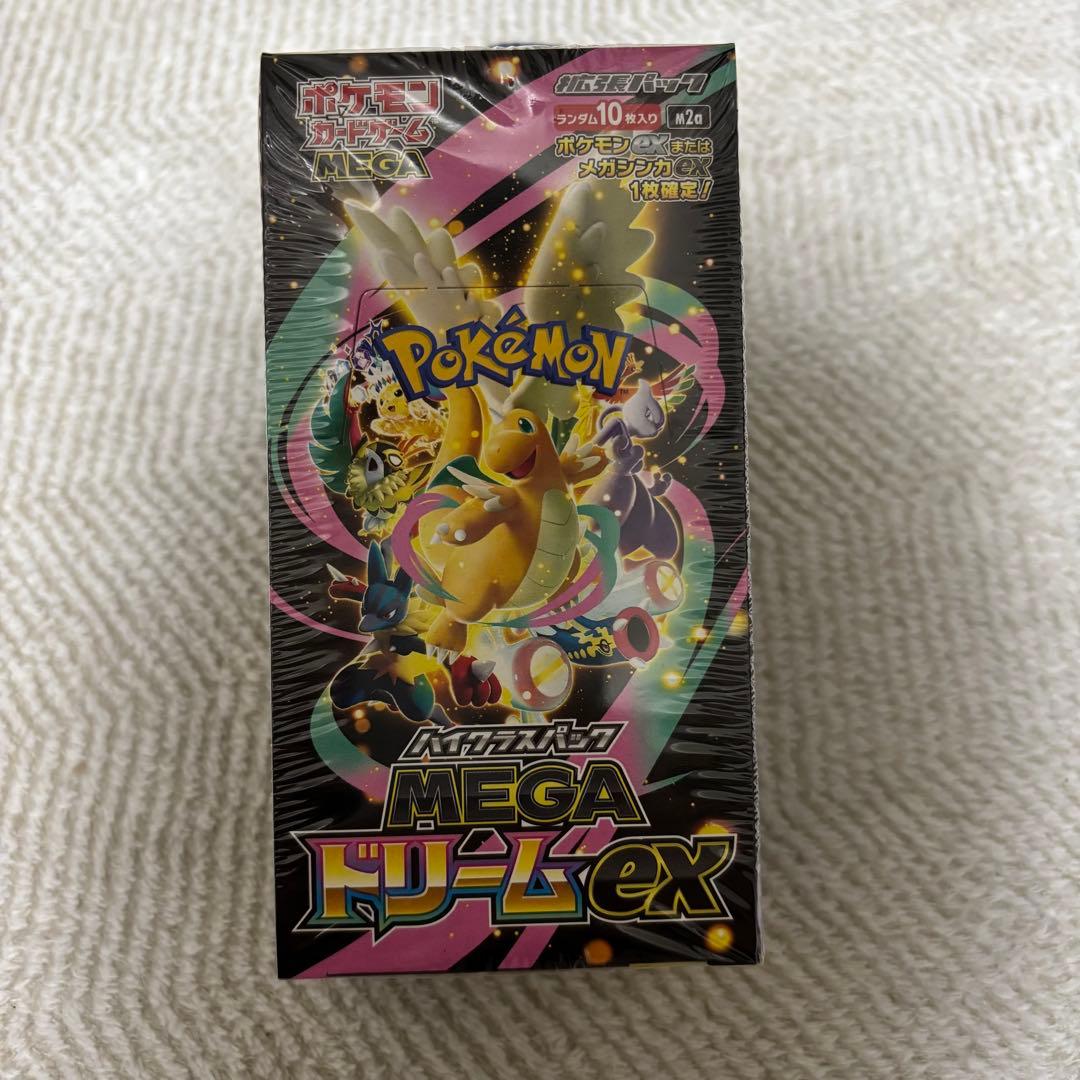 ポケモン
カードゲーム
MEGA
拡張パック
ランダム10枚入り M2a
ポケモンexまたは
メガシンカex
1枚確定!
POKéMON
TM
ハイクラスパック
MEGA
ドリームex